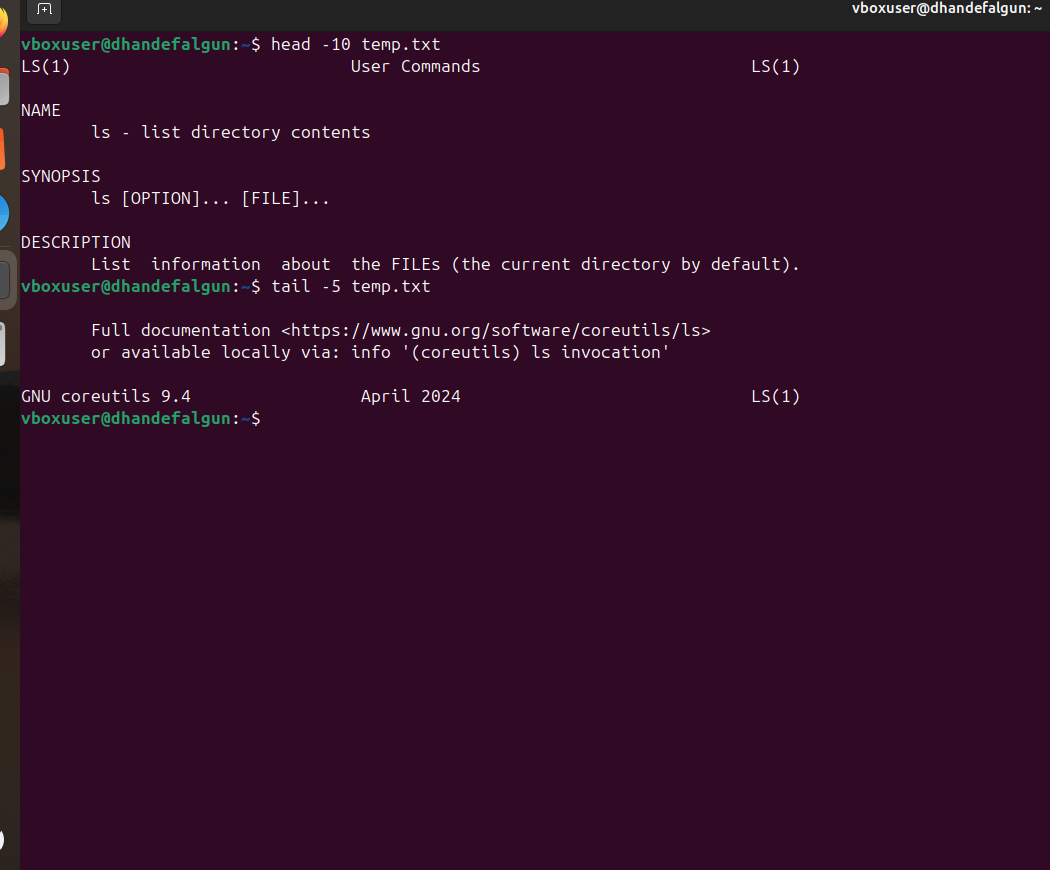 vboxuser@dhandefalgun: ~
vboxuser@dhandefalgun:~$ head -10 temp.txt
LS(1)                            User Commands                           LS(1)
NAME
       ls - list directory contents
SYNOPSIS
       ls [OPTION]... [FILE]...
DESCRIPTION
       List  information  about  the FILEs (the current directory by default).
vboxuser@dhandefalgun:~$ tail -5 temp.txt
       Full documentation <https://www.gnu.org/software/coreutils/ls>
       or available locally via: info '(coreutils) ls invocation'
GNU coreutils 9.4                 April 2024                             LS(1)
vboxuser@dhandefalgun:~$